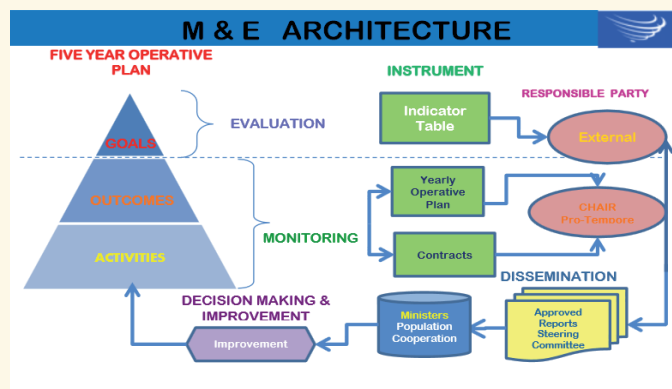 M & E ARCHITECTURE
FIVE YEAR OPERATIVE
PLAN
INSTRUMENT
RESPONSIBLE PARTY
GOALS
EVALUATION
Indicator
Table
External
OUTCOMES
ACTIVITIES
MONITORING
Yearly
Operative
Plan
CHAIR
Pro-Tempore
Contracts
DISSEMINATION
DECISION MAKING &
IMPROVEMENT
Improvement
Ministers
Population
Cooperation
Approved
Reports
Steering
Committee